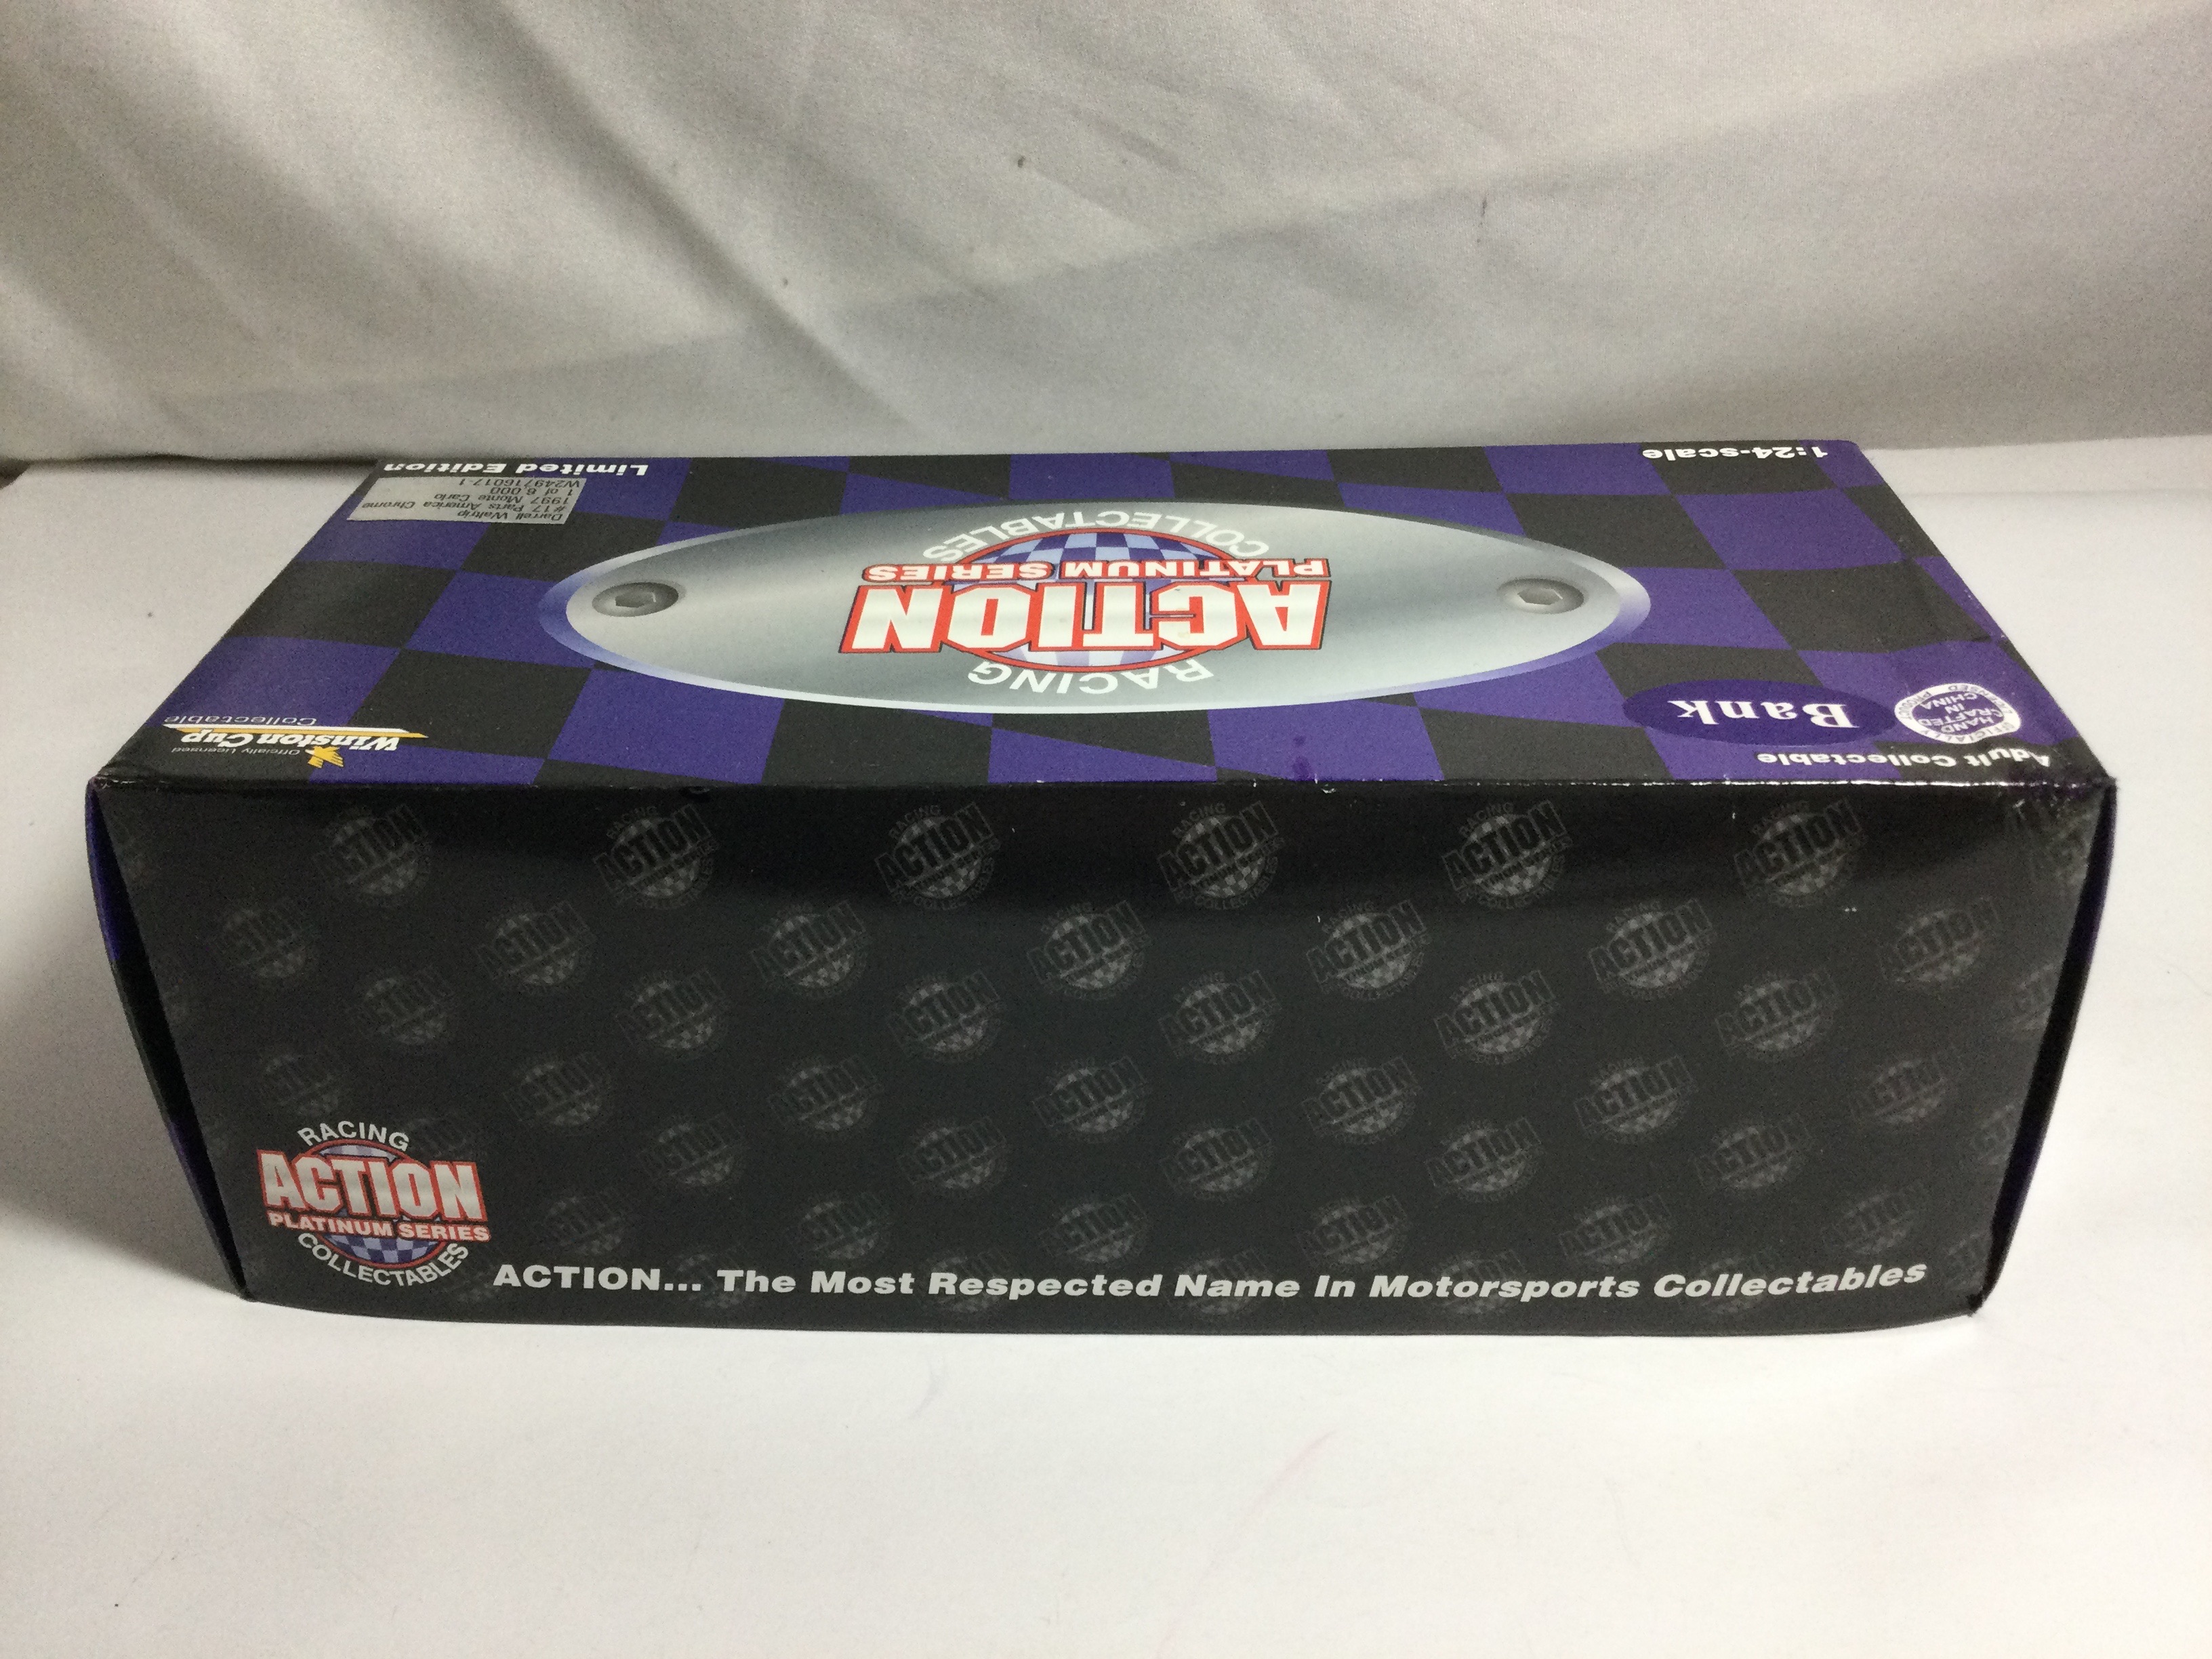 1:24-scale
Limited Edition
Darrell Waltrip
#17 Parts America Chrome
1997 Monte Carlo
1 of 6,000
W249716017-1
RACING
ACTION
PLATINUM SERIES
COLLECTABLES
Bank
HAND
CRAFTED
IN
CHINA
Adult Collectable
Officially Licensed
Winston Cup
Collectable
RACING
ACTION
PLATINUM SERIES
COLLECTABLES
ACTION... The Most Respected Name In Motorsports Collectables